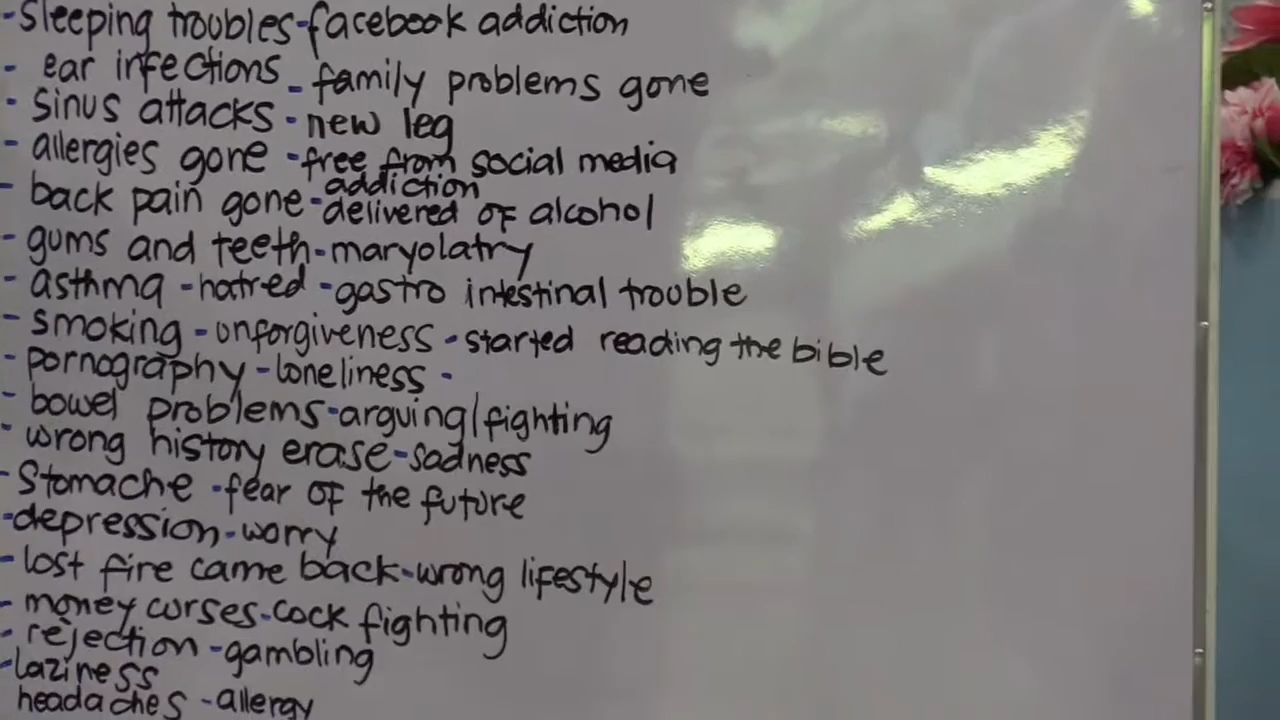 -Sleeping troubles-facebook addiction
- ear infections - family problems gone
- sinus attacks - new leg
- allergies gone - free from social media
addiction
- back pain gone - delivered of alcohol
- gums and teeth - maryolatry
- asthma - hatred - gastro intestinal trouble
- smoking - unforgiveness - started reading the bible
- pornography - loneliness -
- bowel problems - arguing/fighting
- wrong history erase - sadness
- Stomache - fear of the future
- depression - worry
- lost fire came back - wrong lifestyle
- money curses - cock fighting
- rejection - gambling
- laziness
headaches - allergy